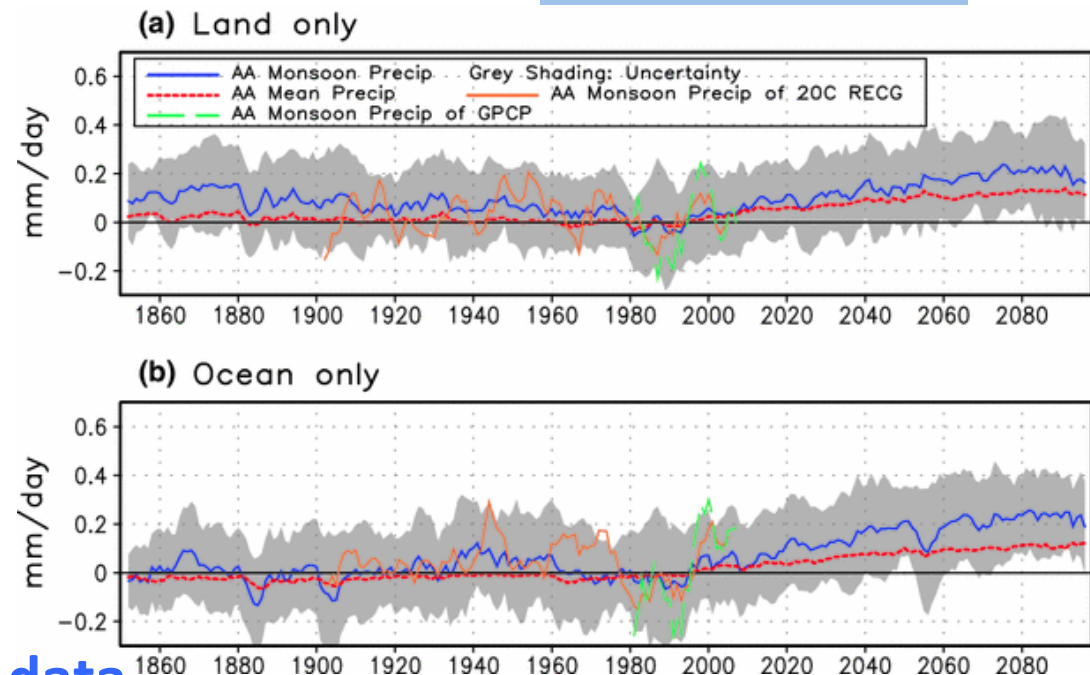 (a) Land only
AA Monsoon Precip Grey Shading: Uncertainty
AA Mean Precip AA Monsoon Precip of 20C RECG
AA Monsoon Precip of GPCP
mm/day
0.6
0.4
0.2
0
−0.2
1860 1880 1900 1920 1940 1960 1980 2000 2020 2040 2060 2080
(b) Ocean only
mm/day
0.6
0.4
0.2
0
−0.2
1860 1880 1900 1920 1940 1960 1980 2000 2020 2040 2060 2080
data